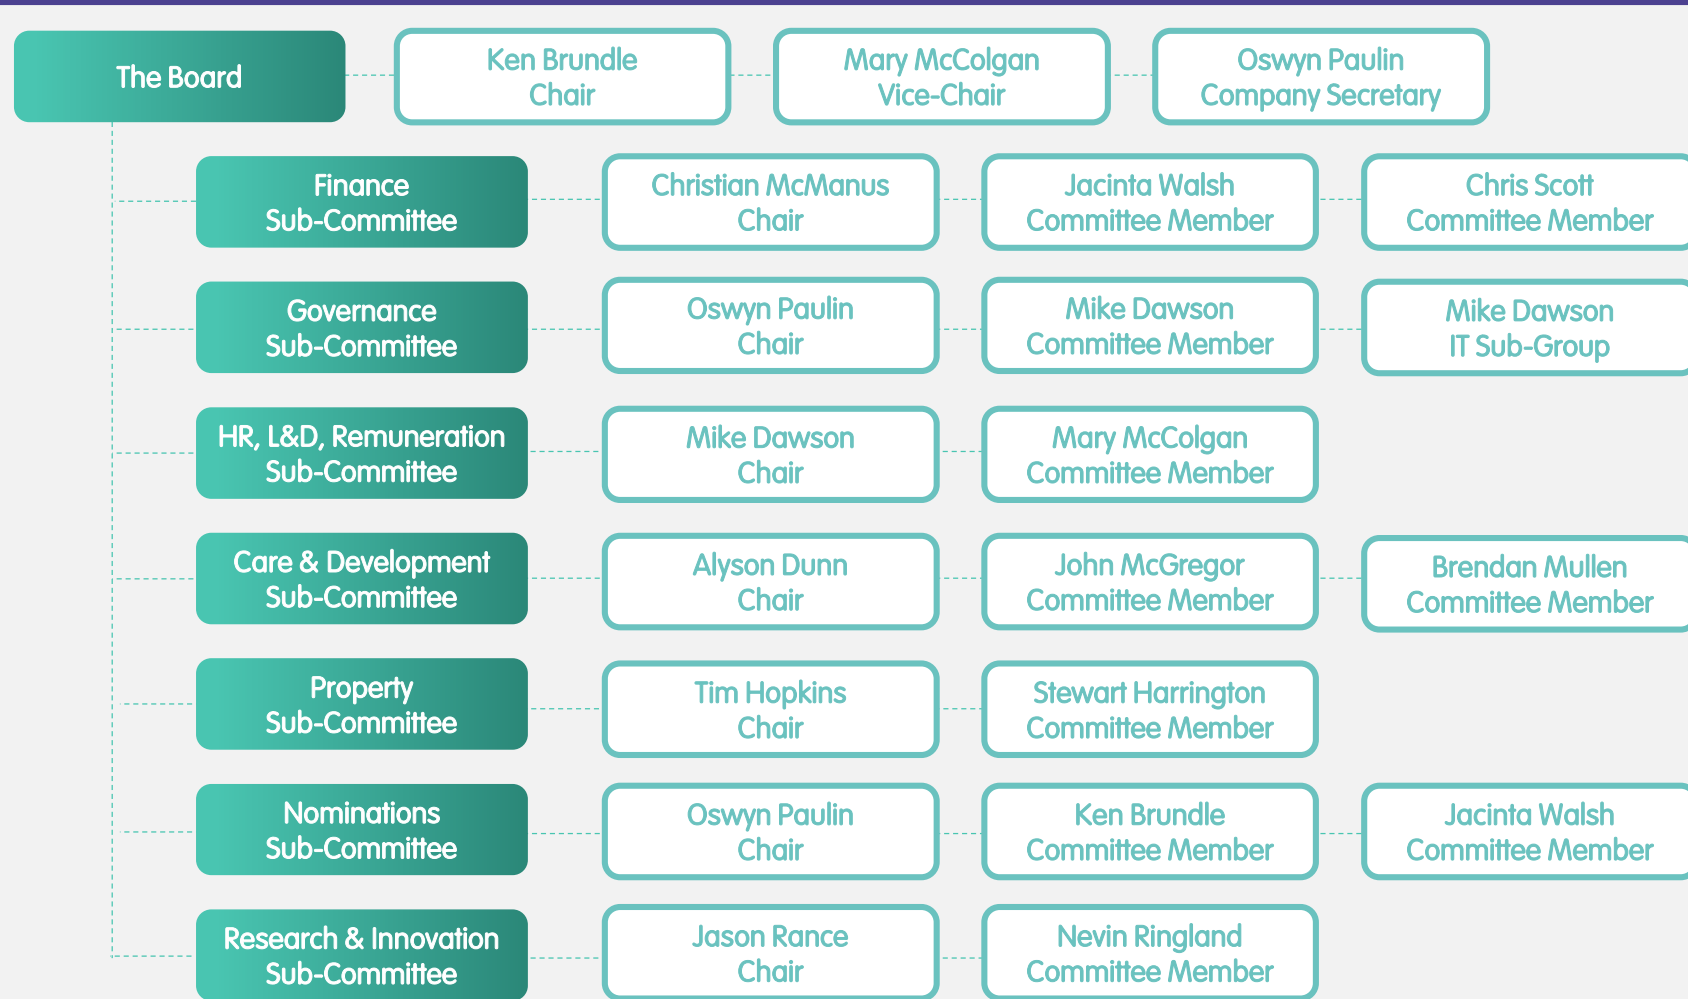 The Board
Ken Brundle
Chair
Mary McColgan
Vice-Chair
Oswyn Paulin
Company Secretary
Finance
Sub-Committee
Christian McManus
Chair
Jacinta Walsh
Committee Member
Chris Scott
Committee Member
Governance
Sub-Committee
Oswyn Paulin
Chair
Mike Dawson
Committee Member
Mike Dawson
IT Sub-Group
HR, L&D, Remuneration
Sub-Committee
Mike Dawson
Chair
Mary McColgan
Committee Member
Care & Development
Sub-Committee
Alyson Dunn
Chair
John McGregor
Committee Member
Brendan Mullen
Committee Member
Property
Sub-Committee
Tim Hopkins
Chair
Stewart Harrington
Committee Member
Nominations
Sub-Committee
Oswyn Paulin
Chair
Ken Brundle
Committee Member
Jacinta Walsh
Committee Member
Research & Innovation
Sub-Committee
Jason Rance
Chair
Nevin Ringland
Committee Member